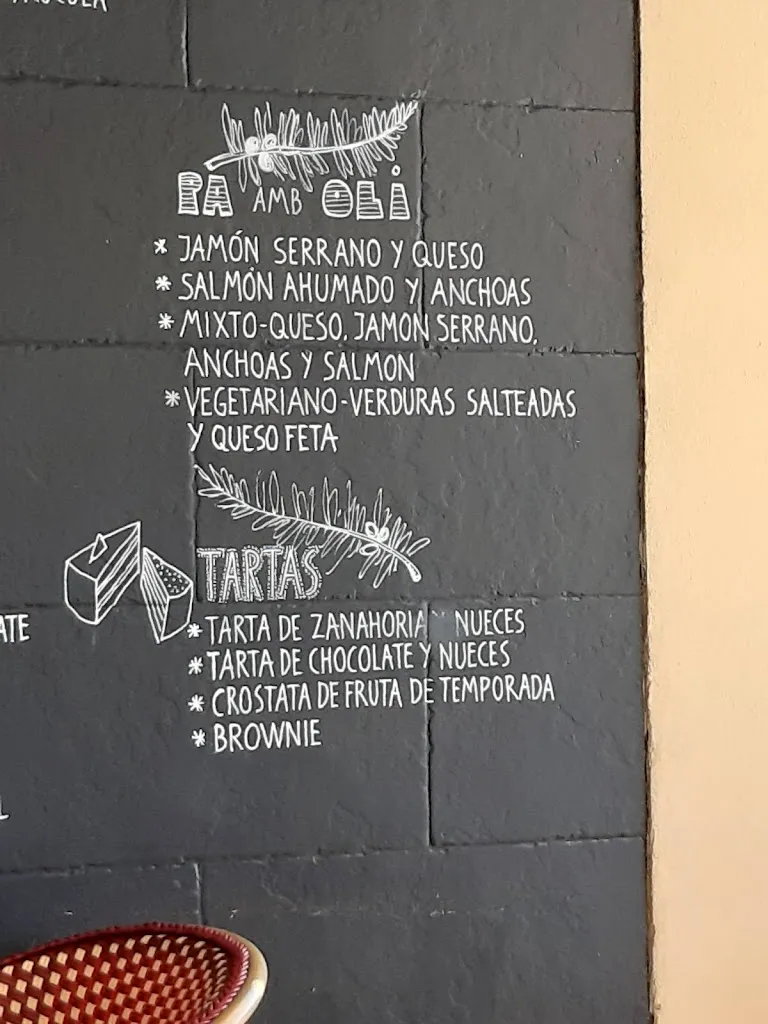 PA AMB OLI
* JAMÓN SERRANO Y QUESO
* SALMÓN AHUMADO Y ANCHOAS
* MIXTO-QUESO, JAMON SERRANO,
ANCHOAS Y SALMON
* VEGETARIANO-VERDURAS SALTEADAS
Y QUESO FETA
TARTAS
* TARTA DE ZANAHORIA Y NUECES
* TARTA DE CHOCOLATE Y NUECES
* CROSTATA DE FRUTA DE TEMPORADA
* BROWNIE